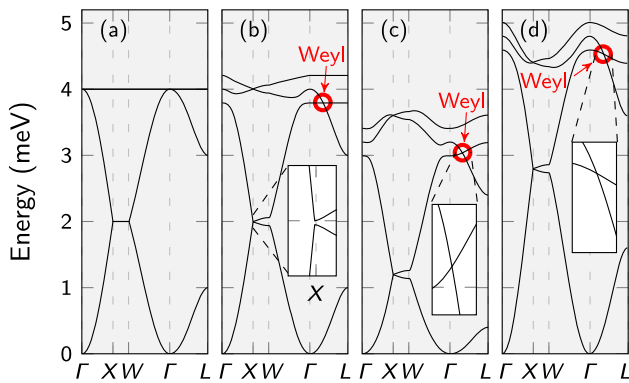 5 (a) (b) (c) (d)
Weyl
Weyl
4
Weyl
3
2
1
0
Energy (meV)
X
Γ X W Γ L Γ X W Γ L Γ X W Γ L Γ X W Γ L